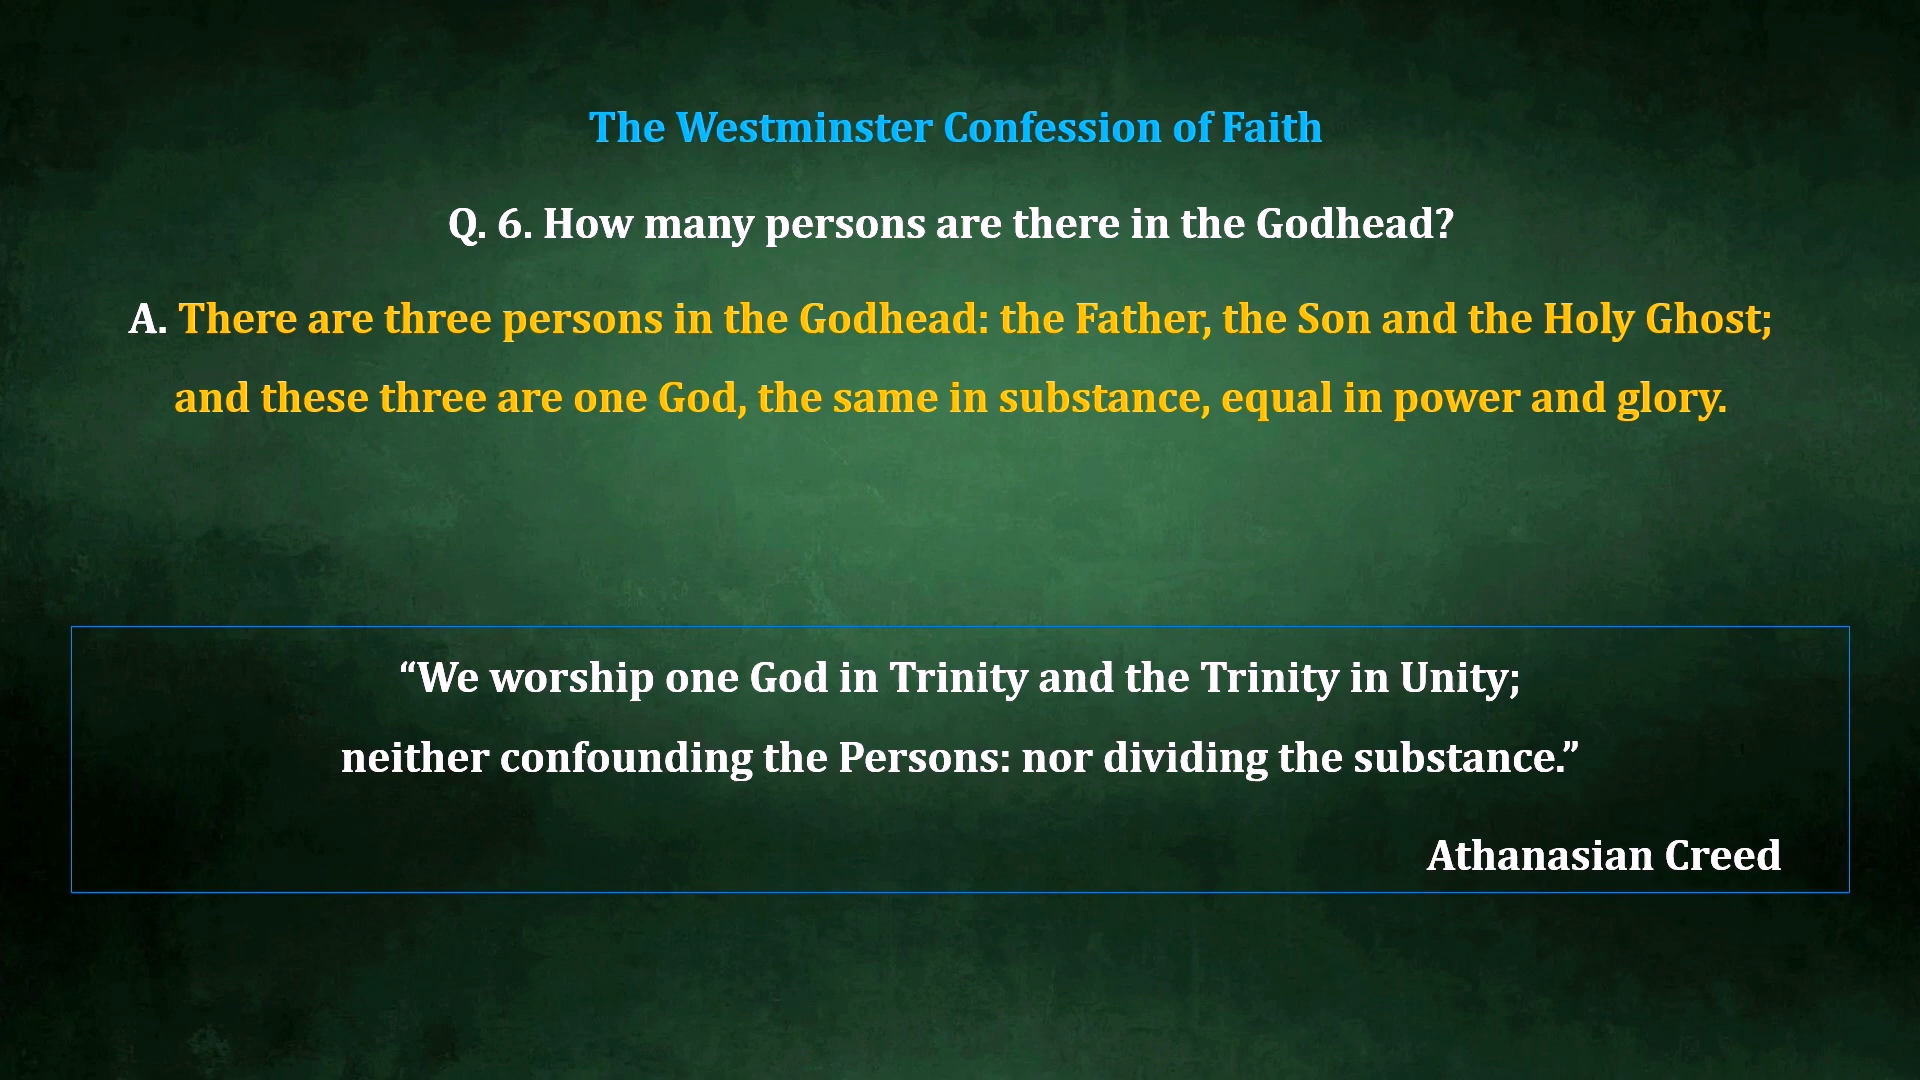 The Westminster Confession of Faith
Q. 6. How many persons are there in the Godhead?
A. There are three persons in the Godhead: the Father, the Son and the Holy Ghost;
and these three are one God, the same in substance, equal in power and glory.
“We worship one God in Trinity and the Trinity in Unity;
neither confounding the Persons: nor dividing the substance.”
Athanasian Creed